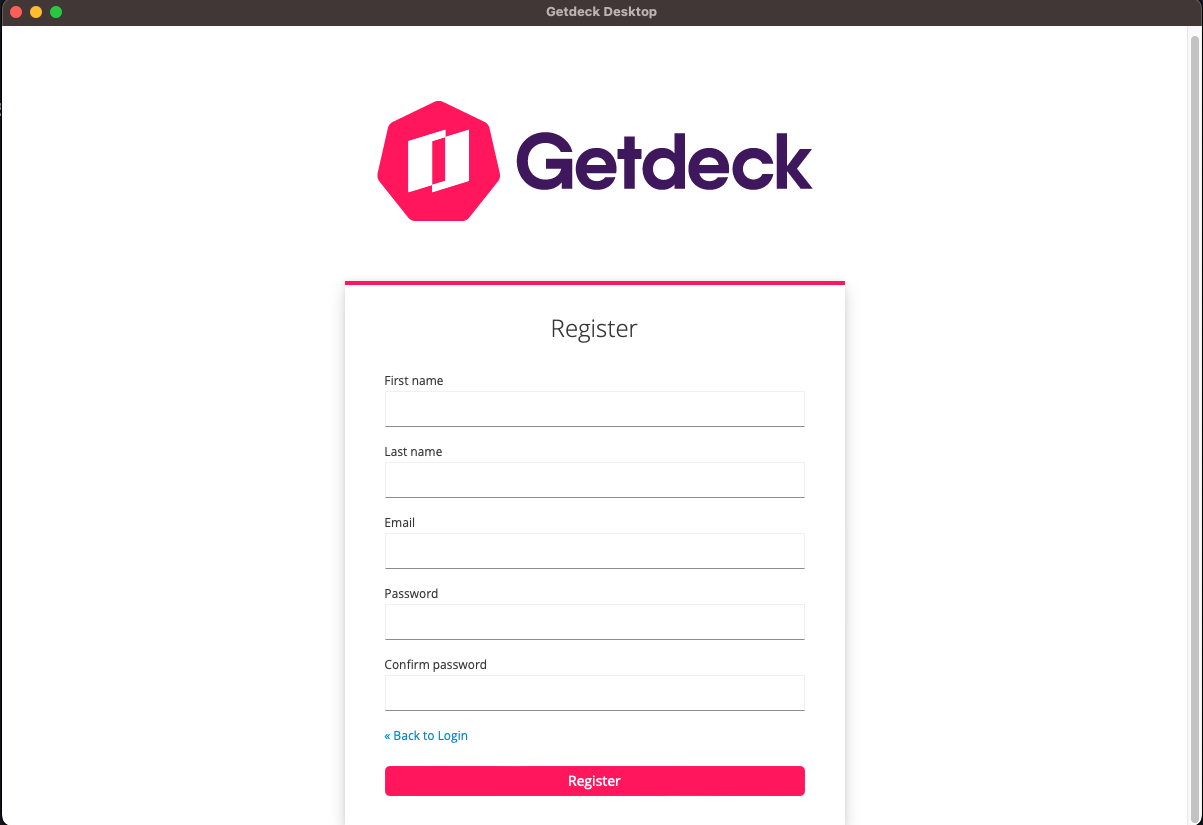 Getdeck Desktop
Getdeck
Register
First name
Last name
Email
Password
Confirm password
« Back to Login
Register